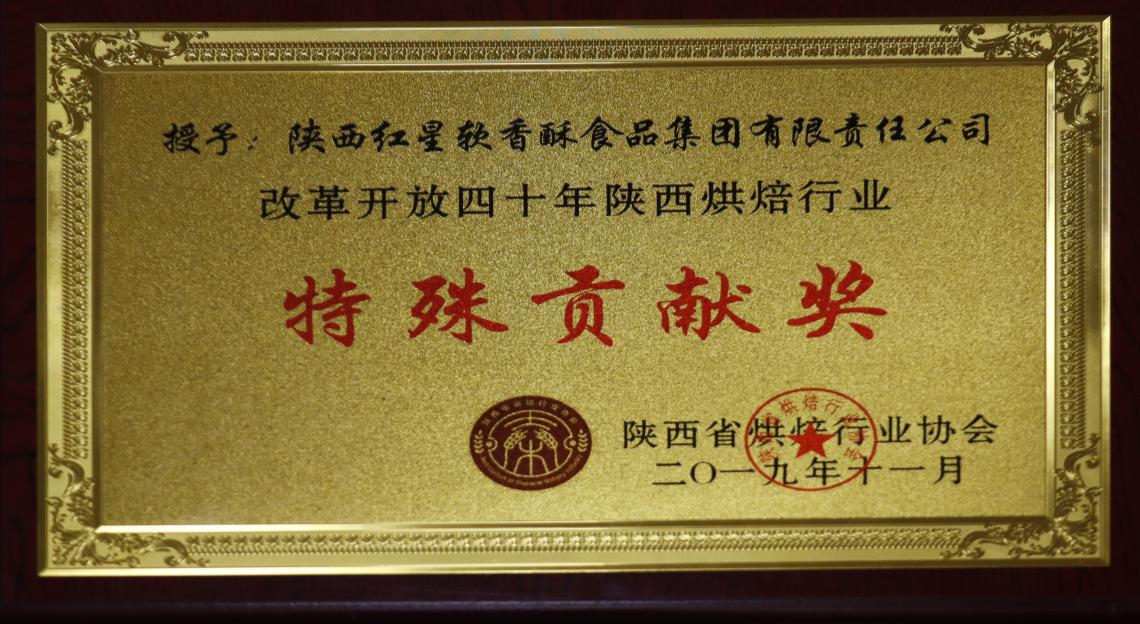 授予：陕西红星软香酥食品集团有限责任公司
改革开放四十年陕西烘焙行业
特殊贡献奖
陕西省烘焙行业协会
二〇一九年十一月